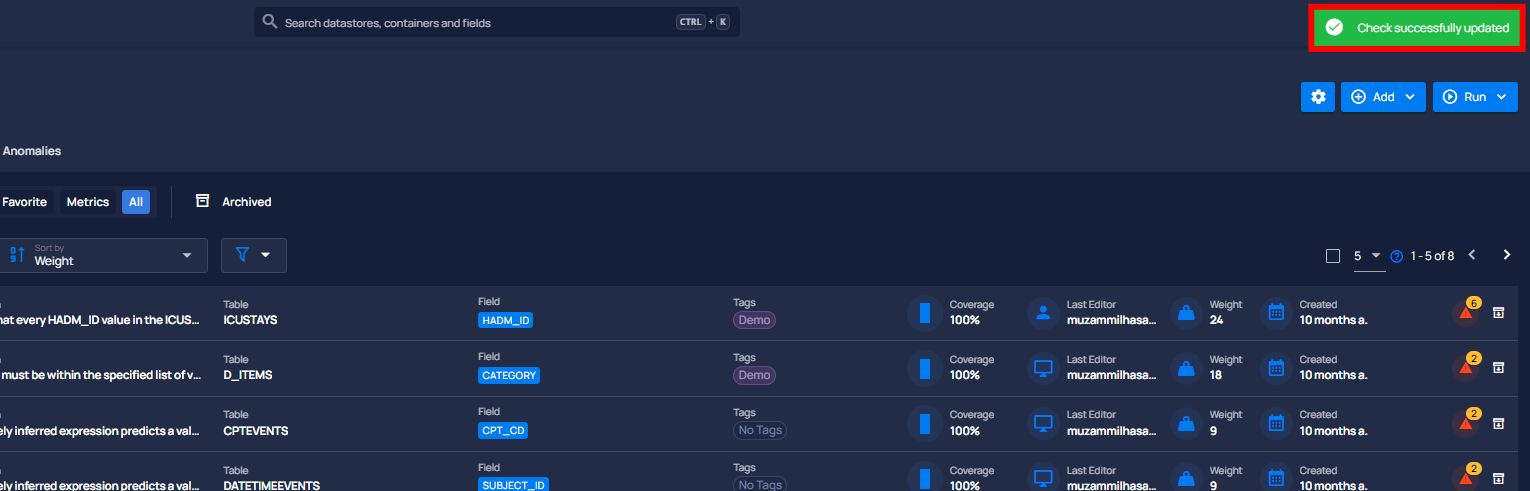 Search datastores, containers and fields CTRL + K
Check successfully updated
Add Run
Anomalies
Favorite Metrics All Archived
Sort by
Weight
5 1 - 5 of 8
Table Field Tags Coverage Last Editor Weight Created 6
hat every HADM_ID value in the ICUS... ICUSTAYS HADM_ID Demo 100% muzammilhasa... 24 10 months a.
Table Field Tags Coverage Last Editor Weight Created 2
must be within the specified list of v... D_ITEMS CATEGORY Demo 100% muzammilhasa... 18 10 months a.
Table Field Tags Coverage Last Editor Weight Created 2
ely inferred expression predicts a val... CPTEVENTS CPT_CD No Tags 100% muzammilhasa... 9 10 months a.
Table Field Tags Coverage Last Editor Weight Created 2
ely inferred expression predicts a val... DATETIMEEVENTS SUBJECT_ID No Tags 100% muzammilhasa... 9 10 months a.